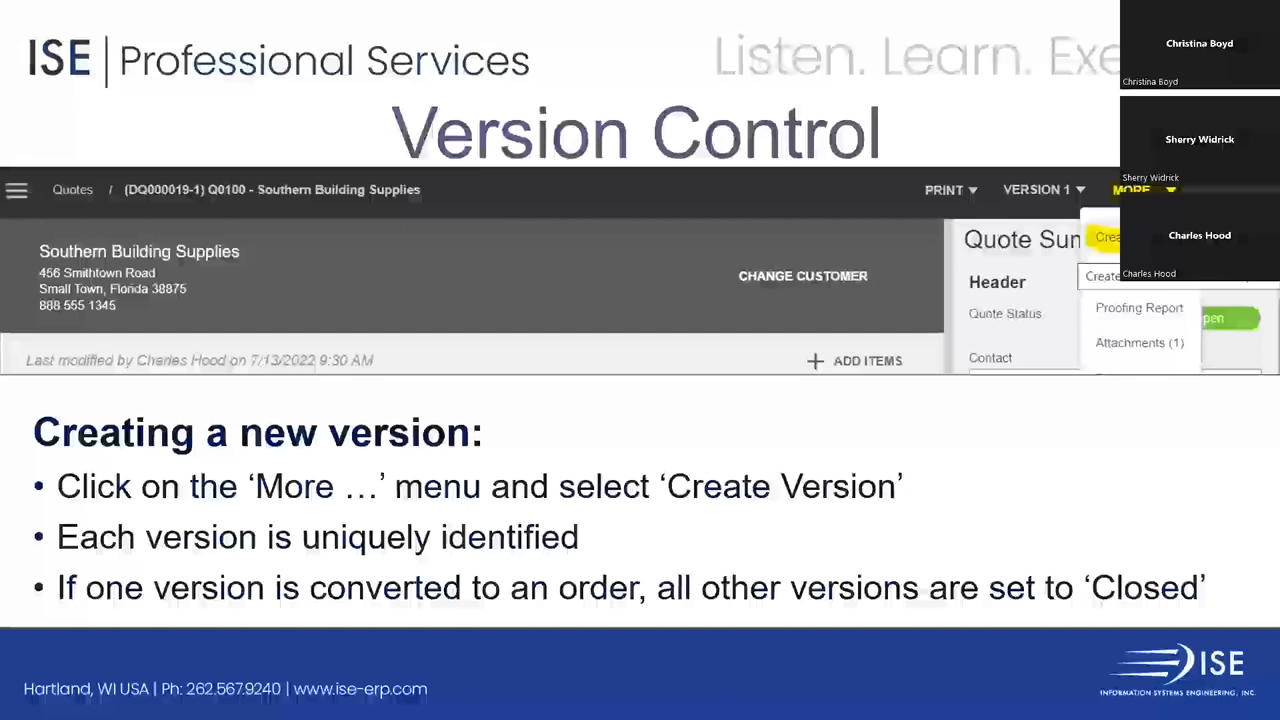 ISE | Professional Services
Listen. Learn. Exe
Version Control
Quotes / (DQ000019-1) Q0100 - Southern Building Supplies
PRINT VERSION 1 MORE
Southern Building Supplies
456 Smithtown Road
Small Town, Florida 38875
888 555 1345
CHANGE CUSTOMER
Quote Sum
Header
Quote Status
Contact
Crea
Create
Proofing Report
Attachments (1)
pen
Last modified by Charles Hood on 7/13/2022 9:30 AM
+ ADD ITEMS
Christina Boyd
Christina Boyd
Sherry Widrick
Sherry Widrick
Charles Hood
Charles Hood
Creating a new version:
• Click on the ‘More …’ menu and select ‘Create Version’
• Each version is uniquely identified
• If one version is converted to an order, all other versions are set to ‘Closed’
Hartland, WI USA | Ph: 262.567.9240 | www.ise-erp.com
ISE
INFORMATION SYSTEMS ENGINEERING, INC.